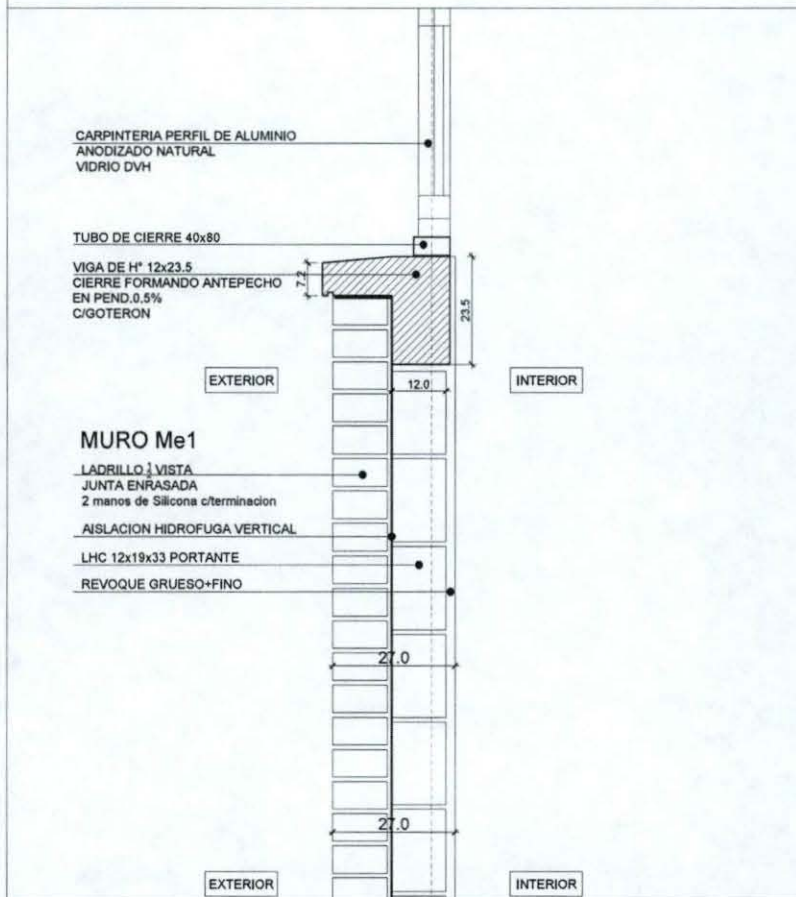 CARPINTERIA PERFIL DE ALUMINIO
ANODIZADO NATURAL
VIDRIO DVH
TUBO DE CIERRE 40x80
VIGA DE Hº 12x23.5
CIERRE FORMANDO ANTEPECHO
EN PEND.0,5%
C/GOTERON
7.2
23.5
EXTERIOR
12.0
INTERIOR
MURO Me1
LADRILLO ½ VISTA
JUNTA ENRASADA
2 manos de Silicona c/terminacion
AISLACION HIDROFUGA VERTICAL
LHC 12x19x33 PORTANTE
REVOQUE GRUESO+FINO
27.0
27.0
EXTERIOR
INTERIOR